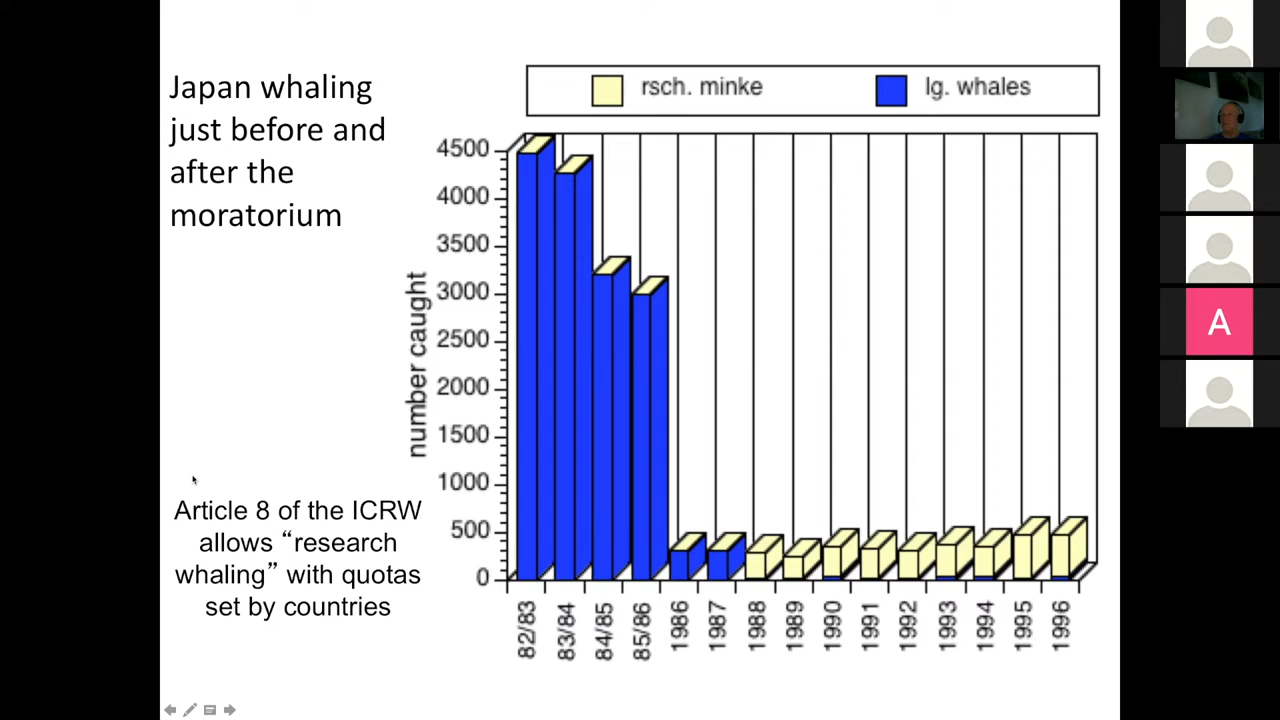 Japan whaling
just before and
after the
moratorium
Article 8 of the ICRW
allows “research
whaling” with quotas
set by countries
rsch. minke
lg. whales
number caught
4500
4000
3500
3000
2500
2000
1500
1000
500
0
82/83
83/84
84/85
85/86
1986
1987
1988
1989
1990
1991
1992
1993
1994
1995
1996
A